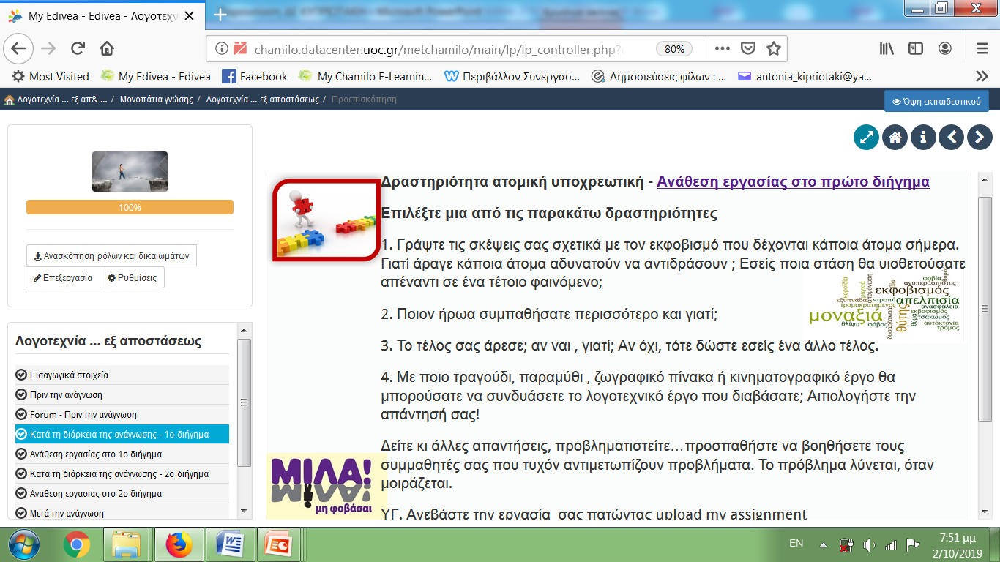 My Edivea - Edivea - Λογοτεχν
chamilo.datacenter.uoc.gr/metchamilo/main/lp/lp_controller.php?
80%
Most Visited
My Edivea - Edivea
Facebook
My Chamilo E-Learnin...
Περιβάλλον Συνεργασ...
Δημοσιεύσεις φίλων : ...
antonia_kipriotaki@ya...
Λογοτεχνία ... εξ απ& ... / Μονοπάτια γνώσης / Λογοτεχνία ... εξ αποστάσεως / Προεπισκόπηση
Όψη εκπαιδευτικού
100%
Ανασκόπηση ρόλων και δικαιωμάτων
Επεξεργασία
Ρυθμίσεις
Λογοτεχνία ... εξ αποστάσεως
Εισαγωγικά στοιχεία
Πριν την ανάγνωση
Forum - Πριν την ανάγνωση
Κατά τη διάρκεια της ανάγνωσης - 1ο διήγημα
Ανάθεση εργασίας στο 1ο διήγημα
Κατά τη διάρκεια της ανάγνωσης - 2ο διήγημα
Αναθεση εργασίας στο 2ο διήγημα
Μετά την ανάγνωση
Δραστηριότητα ατομική υποχρεωτική - Ανάθεση εργασίας στο πρώτο διήγημα
Επιλέξτε μια από τις παρακάτω δραστηριότητες
1. Γράψτε τις σκέψεις σας σχετικά με τον εκφοβισμό που δέχονται κάποια άτομα σήμερα.
Γιατί άραγε κάποια άτομα αδυνατούν να αντιδράσουν ; Εσείς ποια στάση θα υιοθετούσατε
απέναντι σε ένα τέτοιο φαινόμενο;
φοβία
ανυπεράσπιστος
εκφοβισμός
εξυπνάδα
ντροπή
απελπισία
τρομοκρατημένος
ανασφάλεια
μοναξιά
θύτης
εκβοφισμός
τσακωμός
θλίψη
φόβος
δυσαρέσκεια
θύμα
αυτοκτονία
τρόμος
απομόνωση
κοροϊδία
2. Ποιον ήρωα συμπαθήσατε περισσότερο και γιατί;
3. Το τέλος σας άρεσε; αν ναι , γιατί; Αν όχι, τότε δώστε εσείς ένα άλλο τέλος.
4. Με ποιο τραγούδι, παραμύθι , ζωγραφικό πίνακα ή κινηματογραφικό έργο θα
μπορούσατε να συνδυάσετε το λογοτεχνικό έργο που διαβάσατε; Αιτιολογήστε την
απάντησή σας!
Δείτε κι άλλες απαντήσεις, προβληματιστείτε...προσπαθήστε να βοηθήσετε τους
συμμαθητές σας που τυχόν αντιμετωπίζουν προβλήματα. Το πρόβλημα λύνεται, όταν
μοιράζεται.
ΜΙΛΑ!
μη φοβάσαι
ΥΓ. Ανεβάστε την εργασία σας πατώντας upload my assignment
EN
7:51 μμ
2/10/2019